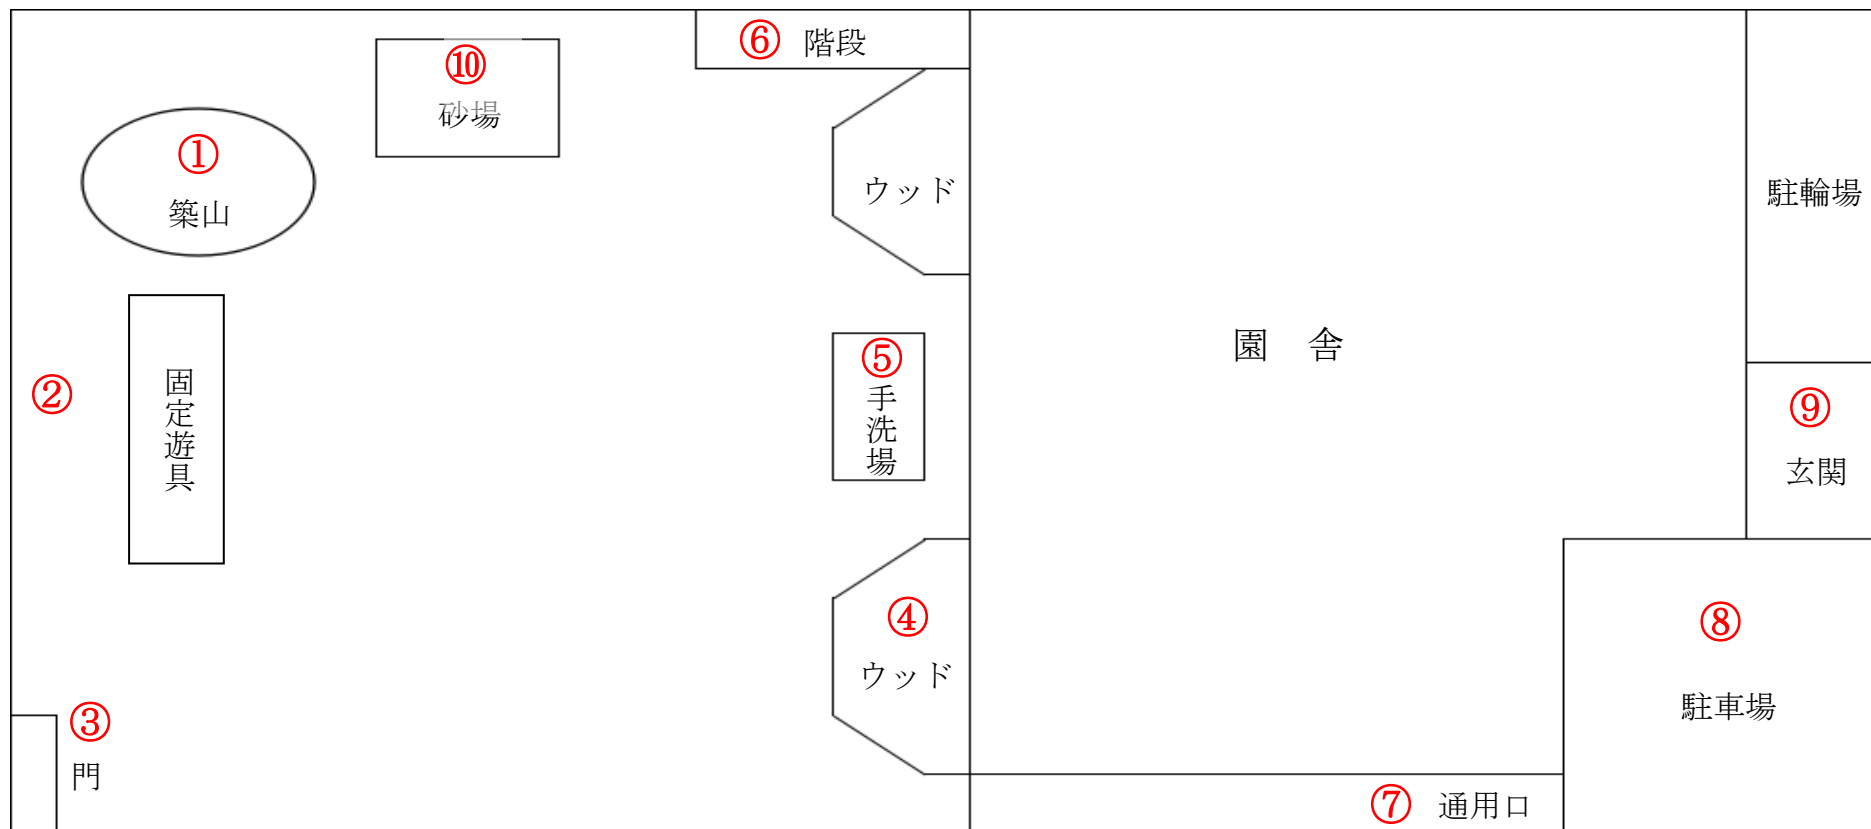 ⑥ 階段
⑩
砂場
①
築山
ウッド
駐輪場
園 舎
⑤
手洗場
②
固定遊具
⑨
玄関
④
ウッド
⑧
駐車場
③
門
⑦ 通用口